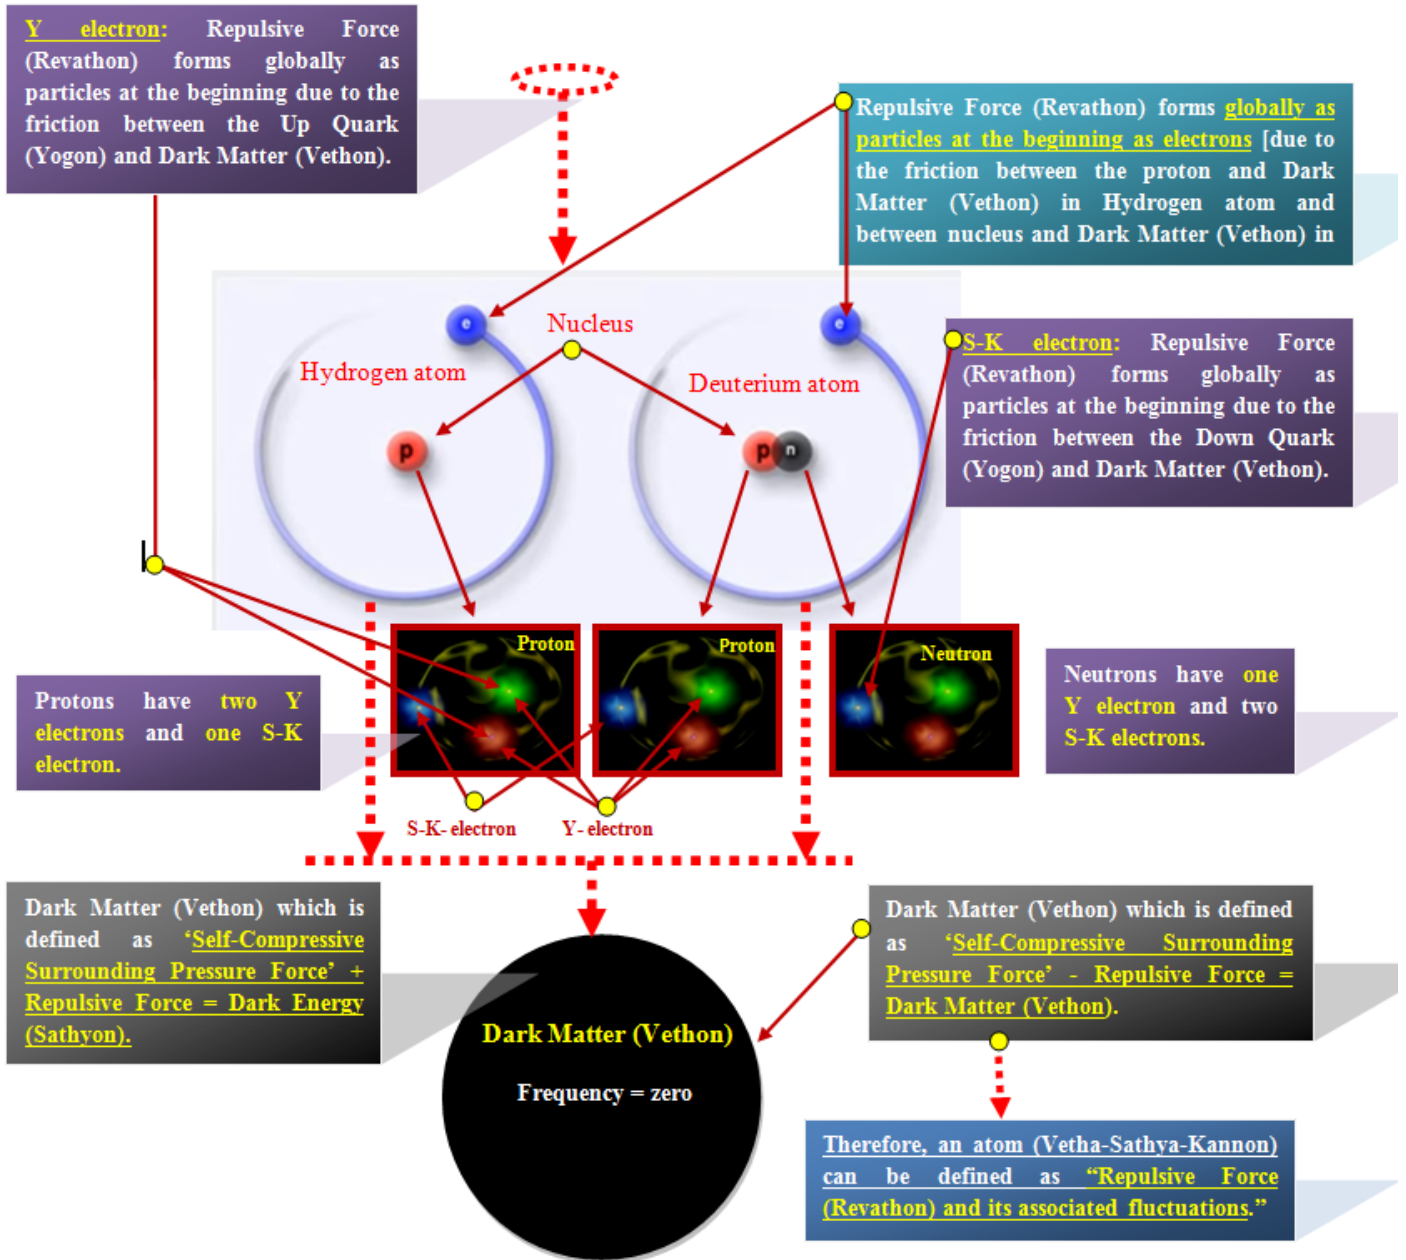 Y electron: Repulsive Force
(Revathon) forms globally as
particles at the beginning due to the
friction between the Up Quark
(Yogon) and Dark Matter (Vethon).
Repulsive Force (Revathon) forms globally as
particles at the beginning as electrons [due to
the friction between the proton and Dark
Matter (Vethon) in Hydrogen atom and
between nucleus and Dark Matter (Vethon) in
e
Nucleus
e
Hydrogen atom
Deuterium atom
p
p
n
S-K electron: Repulsive Force
(Revathon) forms globally as
particles at the beginning due to the
friction between the Down Quark
(Yogon) and Dark Matter (Vethon).
Proton
Proton
Neutron
Protons have two Y
electrons and one S-K
electron.
Neutrons have one
Y electron and two
S-K electrons.
S-K- electron
Y- electron
Dark Matter (Vethon) which is
defined as ‘Self-Compressive
Surrounding Pressure Force’ +
Repulsive Force = Dark Energy
(Sathyon).
Dark Matter (Vethon)
Frequency = zero
Dark Matter (Vethon) which is defined
as ‘Self-Compressive Surrounding
Pressure Force’ - Repulsive Force =
Dark Matter (Vethon).
Therefore, an atom (Vetha-Sathya-Kannon)
can be defined as “Repulsive Force
(Revathon) and its associated fluctuations.”